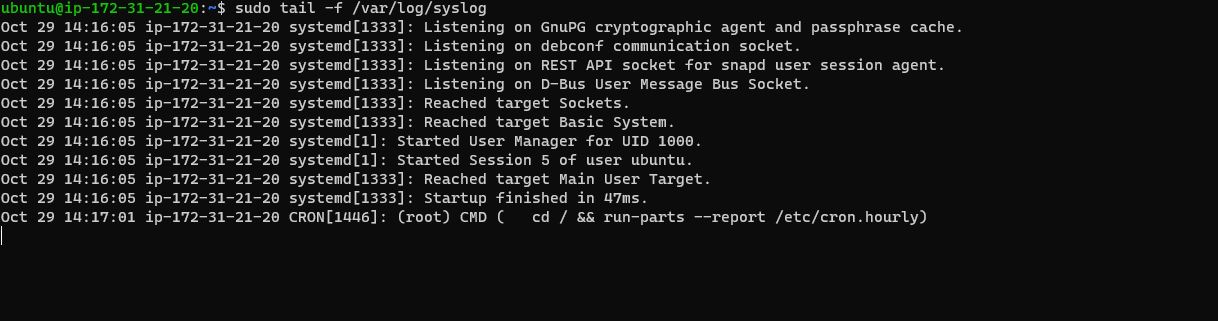 ubuntu@ip-172-31-21-20:~$ sudo tail -f /var/log/syslog
Oct 29 14:16:05 ip-172-31-21-20 systemd[1333]: Listening on GnuPG cryptographic agent and passphrase cache.
Oct 29 14:16:05 ip-172-31-21-20 systemd[1333]: Listening on debconf communication socket.
Oct 29 14:16:05 ip-172-31-21-20 systemd[1333]: Listening on REST API socket for snapd user session agent.
Oct 29 14:16:05 ip-172-31-21-20 systemd[1333]: Listening on D-Bus User Message Bus Socket.
Oct 29 14:16:05 ip-172-31-21-20 systemd[1333]: Reached target Sockets.
Oct 29 14:16:05 ip-172-31-21-20 systemd[1333]: Reached target Basic System.
Oct 29 14:16:05 ip-172-31-21-20 systemd[1]: Started User Manager for UID 1000.
Oct 29 14:16:05 ip-172-31-21-20 systemd[1]: Started Session 5 of user ubuntu.
Oct 29 14:16:05 ip-172-31-21-20 systemd[1333]: Reached target Main User Target.
Oct 29 14:16:05 ip-172-31-21-20 systemd[1333]: Startup finished in 47ms.
Oct 29 14:17:01 ip-172-31-21-20 CRON[1446]: (root) CMD (   cd / && run-parts --report /etc/cron.hourly)